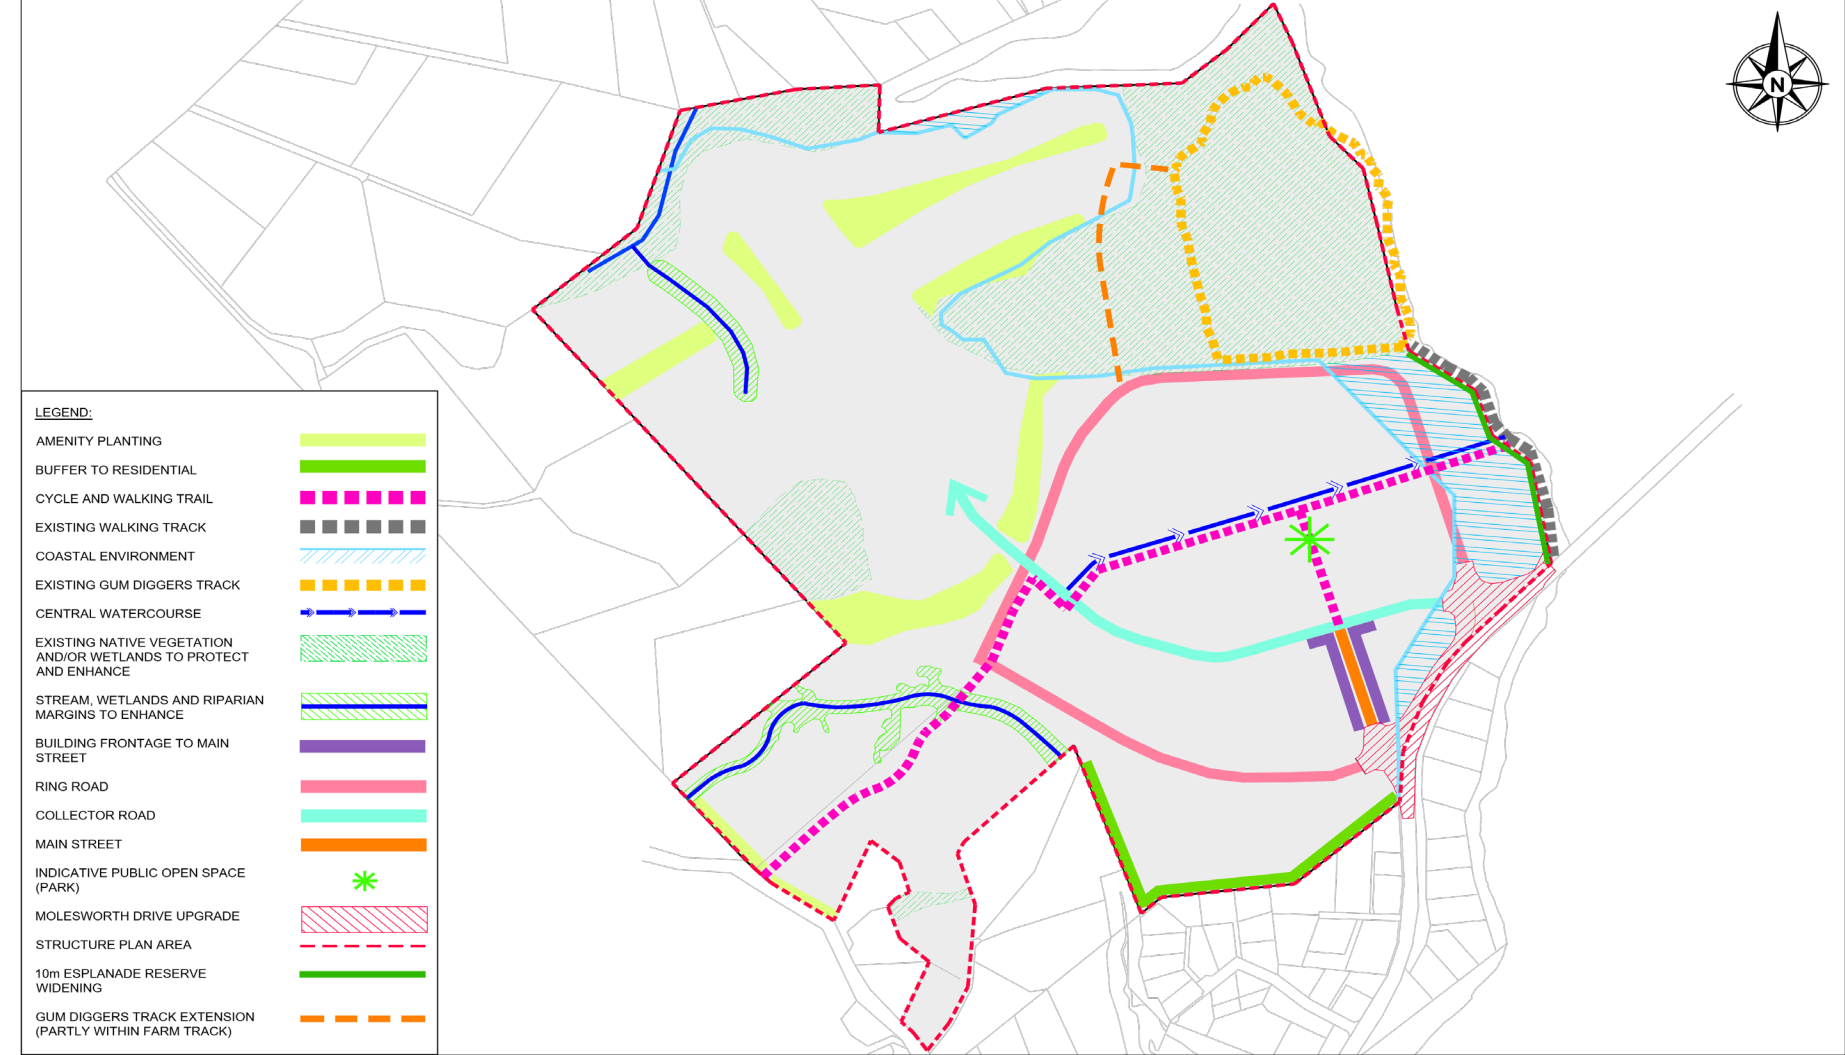 N
LEGEND:
AMENITY PLANTING
BUFFER TO RESIDENTIAL
CYCLE AND WALKING TRAIL
EXISTING WALKING TRACK
COASTAL ENVIRONMENT
EXISTING GUM DIGGERS TRACK
CENTRAL WATERCOURSE
EXISTING NATIVE VEGETATION
AND/OR WETLANDS TO PROTECT
AND ENHANCE
STREAM, WETLANDS AND RIPARIAN
MARGINS TO ENHANCE
BUILDING FRONTAGE TO MAIN
STREET
RING ROAD
COLLECTOR ROAD
MAIN STREET
INDICATIVE PUBLIC OPEN SPACE
(PARK)
MOLESWORTH DRIVE UPGRADE
STRUCTURE PLAN AREA
10m ESPLANADE RESERVE
WIDENING
GUM DIGGERS TRACK EXTENSION
(PARTLY WITHIN FARM TRACK)